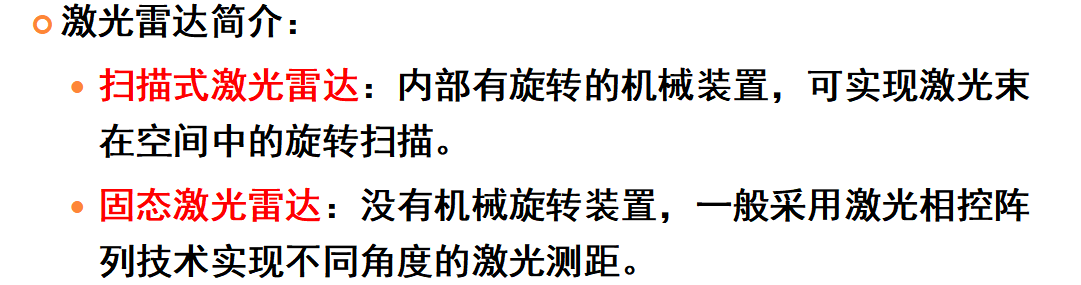 激光雷达简介：
扫描式激光雷达：内部有旋转的机械装置，可实现激光束
在空间中的旋转扫描。
固态激光雷达：没有机械旋转装置，一般采用激光相控阵
列技术实现不同角度的激光测距。